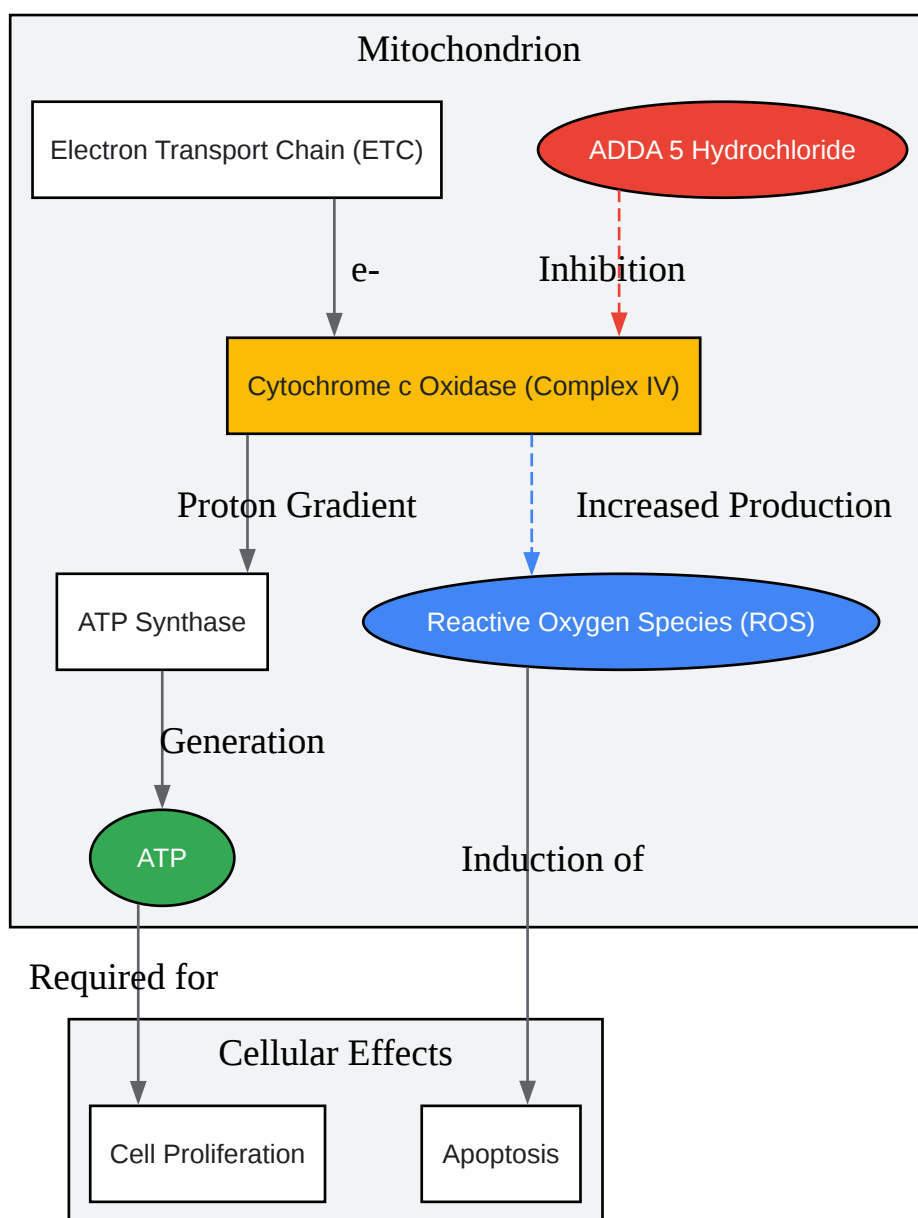 Mitochondrion
Electron Transport Chain (ETC)
ADDA 5 Hydrochloride
e-
Inhibition
Cytochrome c Oxidase (Complex IV)
Proton Gradient
Increased Production
ATP Synthase
Reactive Oxygen Species (ROS)
Generation
ATP
Induction of
Required for
Cellular Effects
Cell Proliferation
Apoptosis